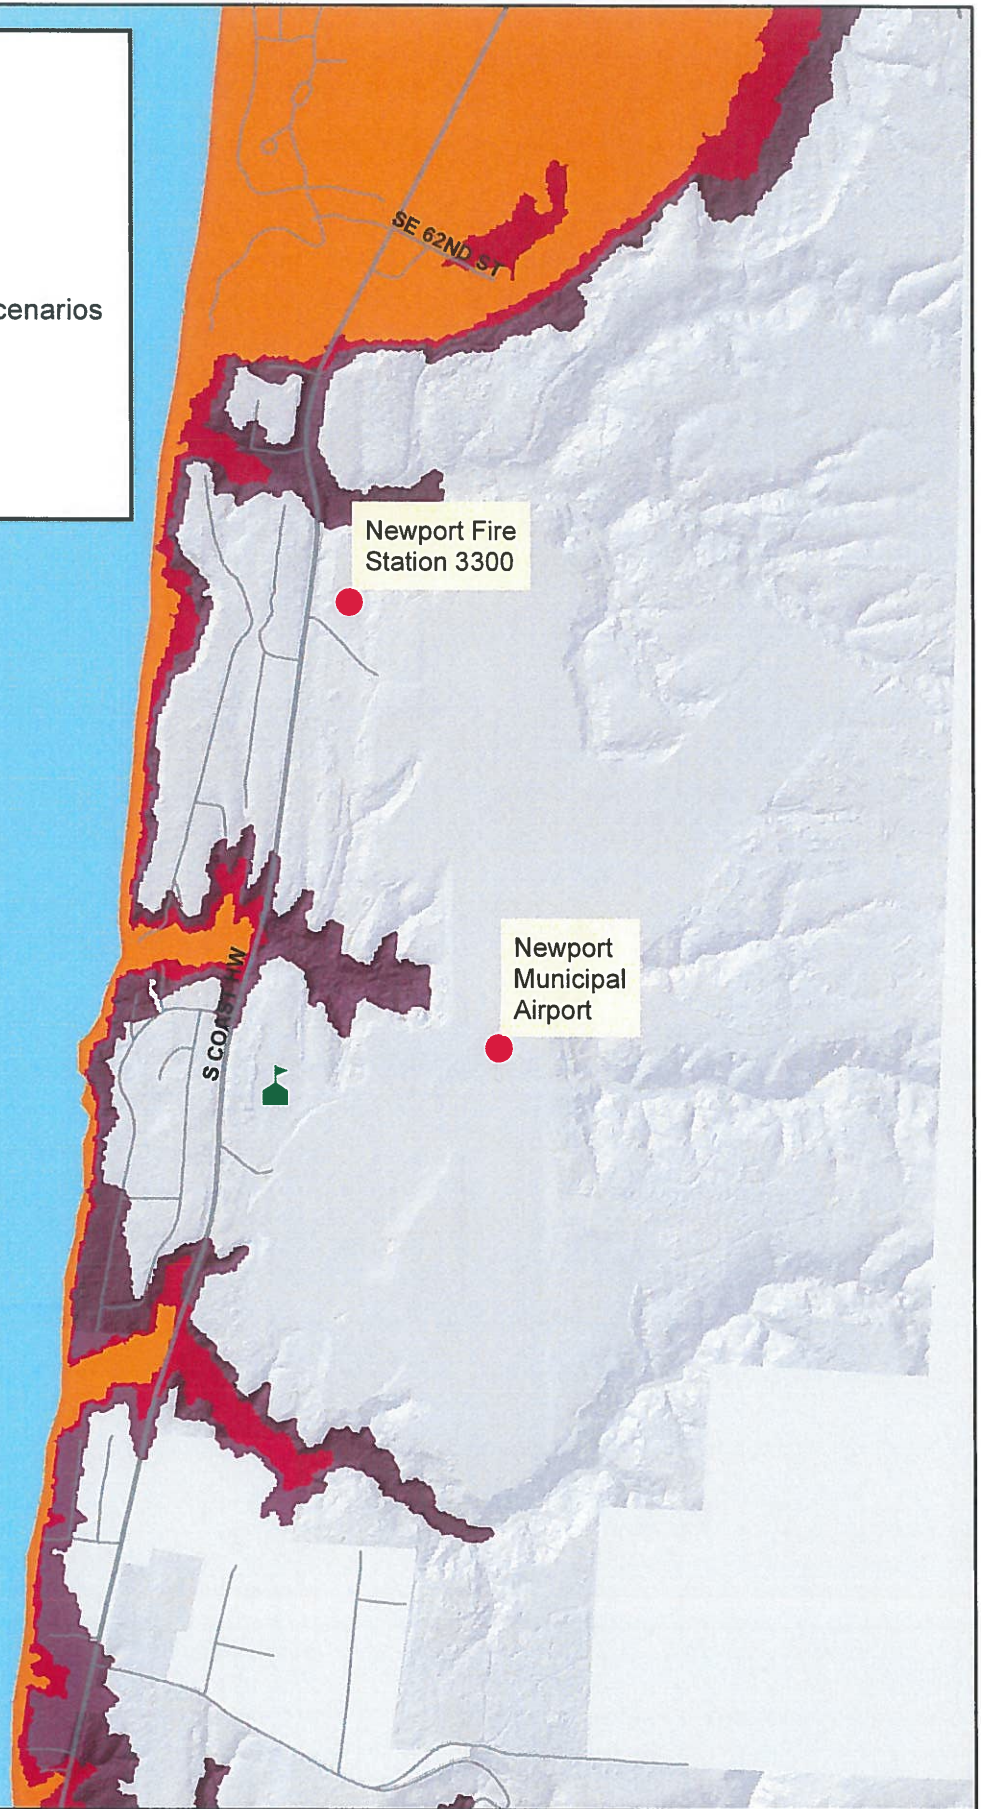 cenarios
SE 62ND ST
Newport Fire
Station 3300
Newport
Municipal
Airport
S COAST HW